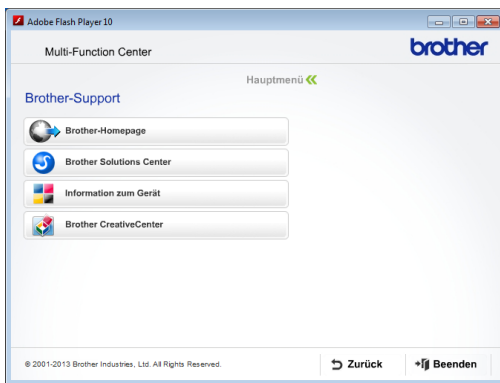 Adobe Flash Player 10
Multi-Function Center
brother
Hauptmenü
Brother-Support
Brother-Homepage
Brother Solutions Center
Information zum Gerät
Brother CreativeCenter
© 2001-2013 Brother Industries, Ltd. All Rights Reserved.
Zurück
Beenden